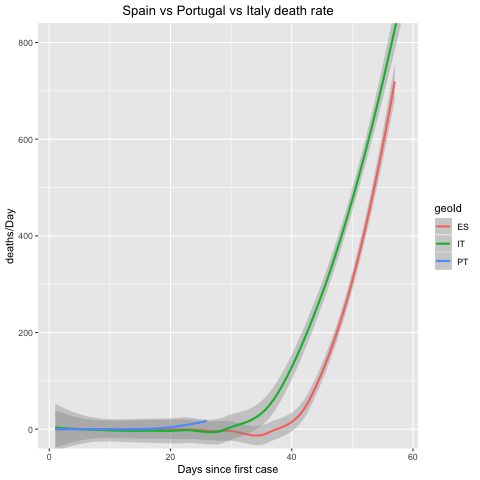 Spain vs Portugal vs Italy death rate
800
600
400
200
0
deaths/Day
0 20 40 60
Days since first case
geoId
ES
IT
PT